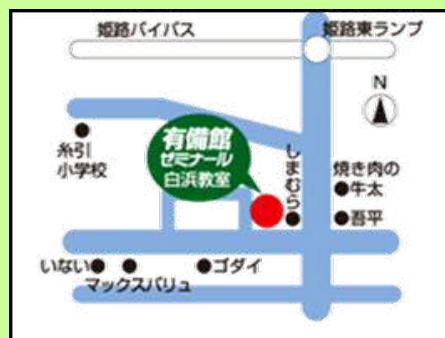 姫路バイパス
姫路東ランプ
N
有備館
ゼミナール
白浜教室
糸引
小学校
しまむら
焼き肉の
牛太
吾平
いない
マックスバリュ
ゴダイ